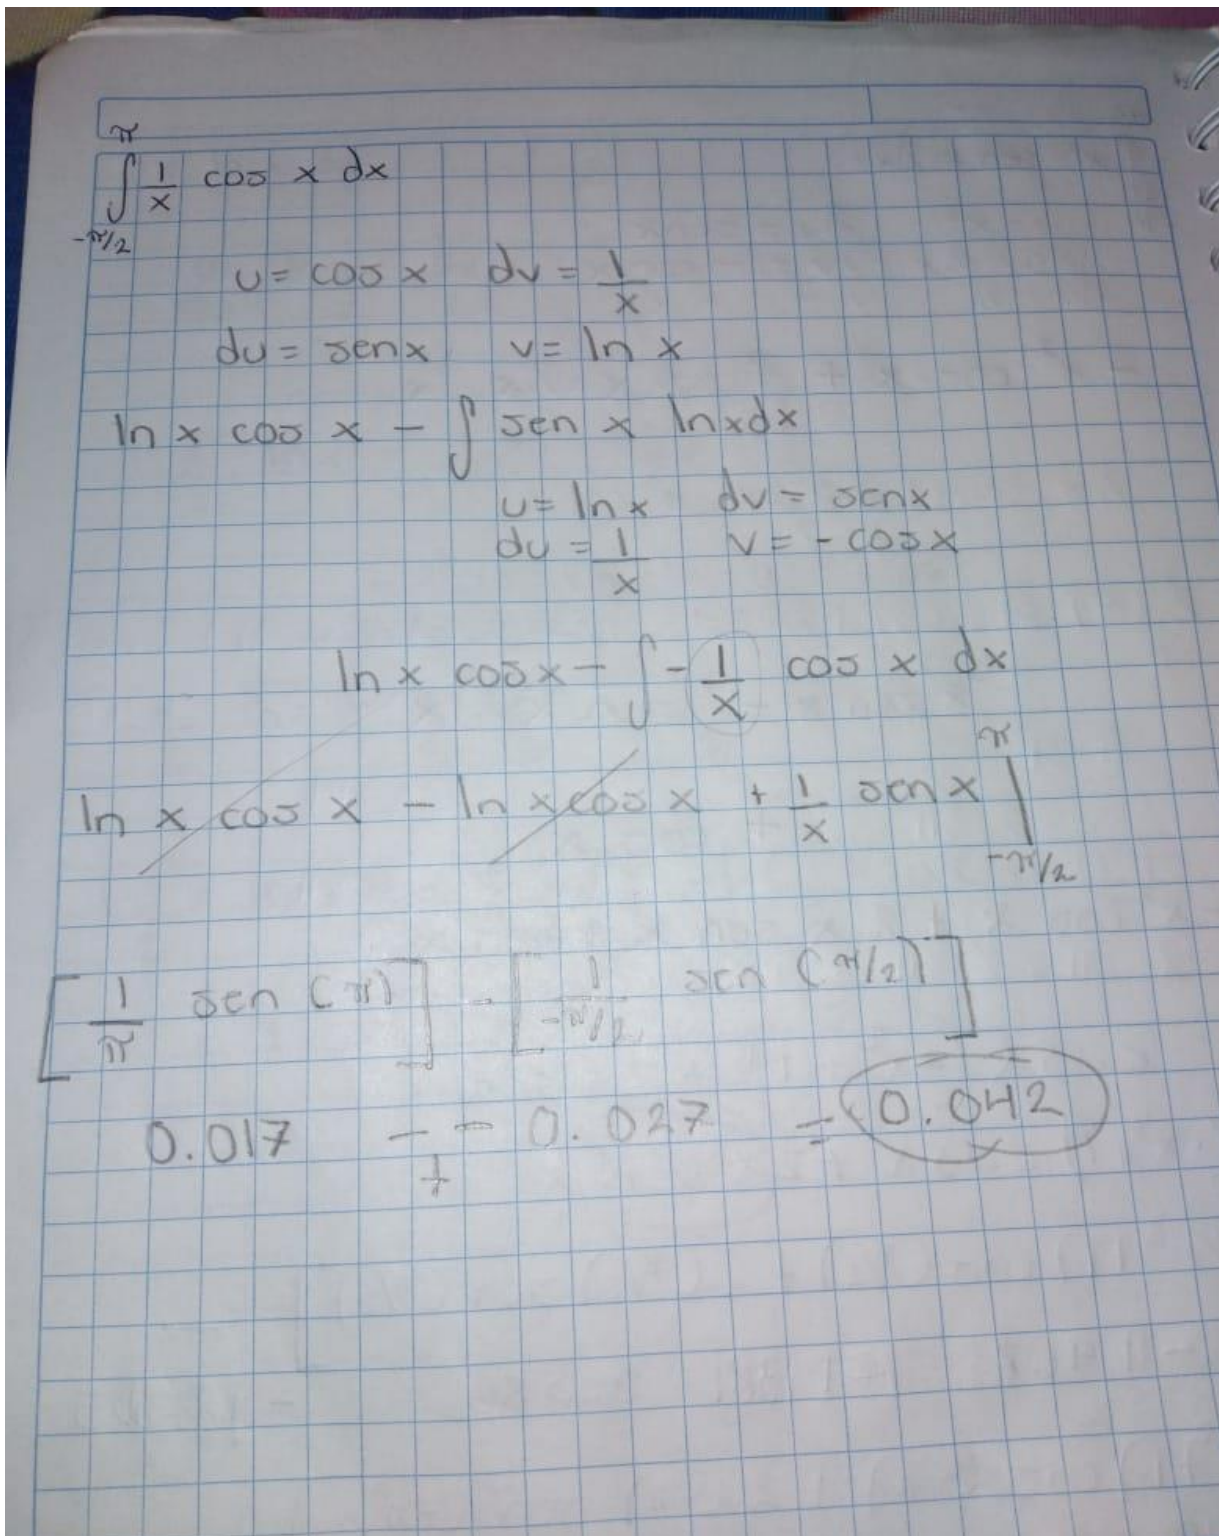 π
∫ 1/x cos x dx
-π/2
u = cos x dv = 1/x
du = sen x v = ln x
ln x cos x - ∫ sen x ln x dx
u = ln x dv = sen x
du = 1/x v = - cos x
ln x cos x - ∫ - 1/x cos x dx
ln x cos x - ln x cos x + 1/x sen x | π
-π/2
[1/π sen (π)] - [1/-π/2 sen (π/2)]
0.017 - - 0.027 = 0.042
+